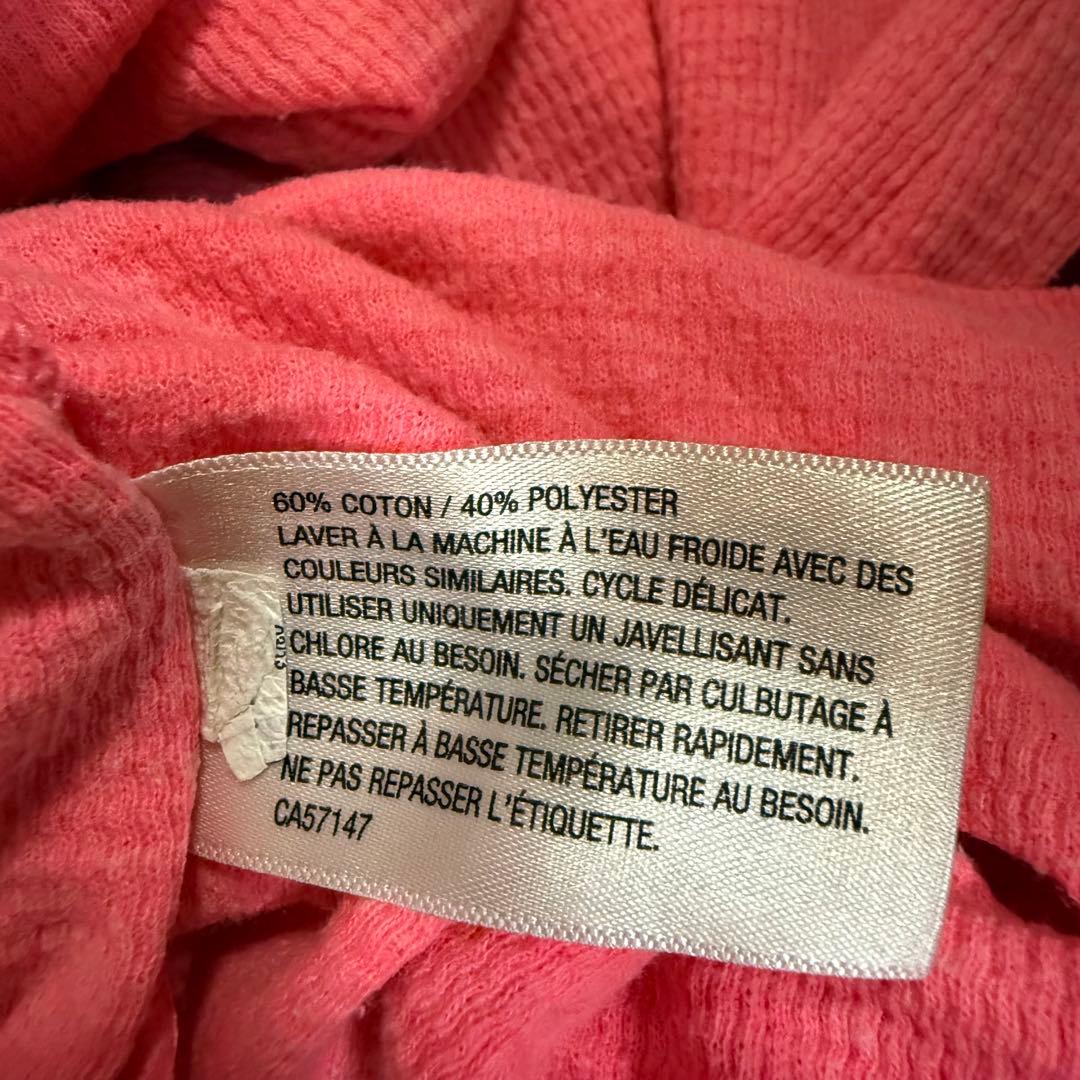 60% COTON / 40% POLYESTER
LAVER À LA MACHINE À L'EAU FROIDE AVEC DES
COULEURS SIMILAIRES. CYCLE DÉLICAT.
UTILISER UNIQUEMENT UN JAVELLISANT SANS
CHLORE AU BESOIN. SÉCHER PAR CULBUTAGE À
BASSE TEMPÉRATURE. RETIRER RAPIDEMENT.
REPASSER À BASSE TEMPÉRATURE AU BESOIN.
NE PAS REPASSER L'ÉTIQUETTE.
CA57147